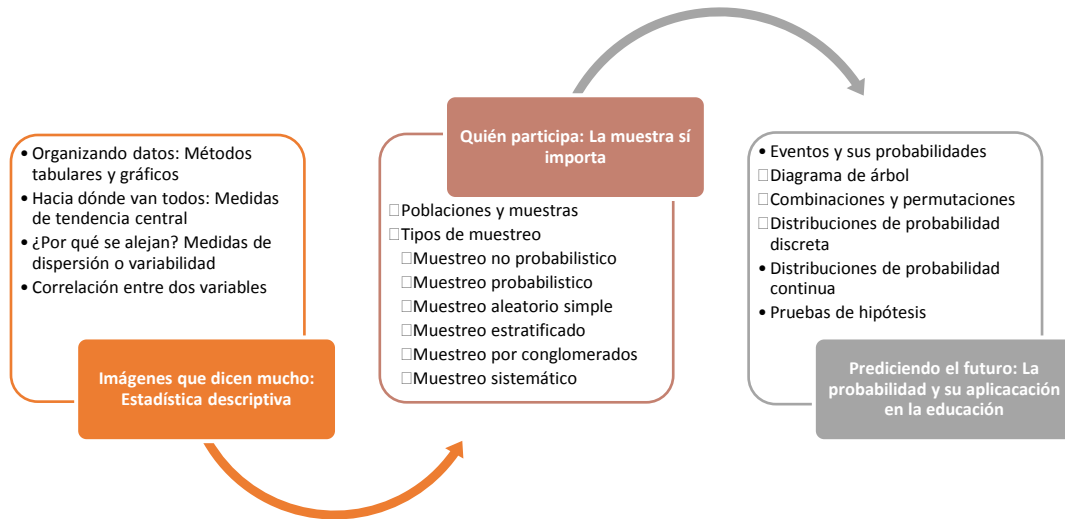 • Organizando datos: Métodos
tabulares y gráficos
• Hacia dónde van todos: Medidas
de tendencia central
• ¿Por qué se alejan? Medidas de
dispersión o variabilidad
• Correlación entre dos variables
Imágenes que dicen mucho:
Estadística descriptiva
Quién participa: La muestra sí
importa
□Poblaciones y muestras
□Tipos de muestreo
□Muestreo no probabilistico
□Muestreo probabilistico
□Muestreo aleatorio simple
□Muestreo estratificado
□Muestreo por conglomerados
□Muestreo sistemático
• Eventos y sus probabilidades
□Diagrama de árbol
□Combinaciones y permutaciones
□Distribuciones de probabilidad
discreta
• Distribuciones de probabilidad
continua
• Pruebas de hipótesis
Prediciendo el futuro: La
probabilidad y su aplicacación
en la educación